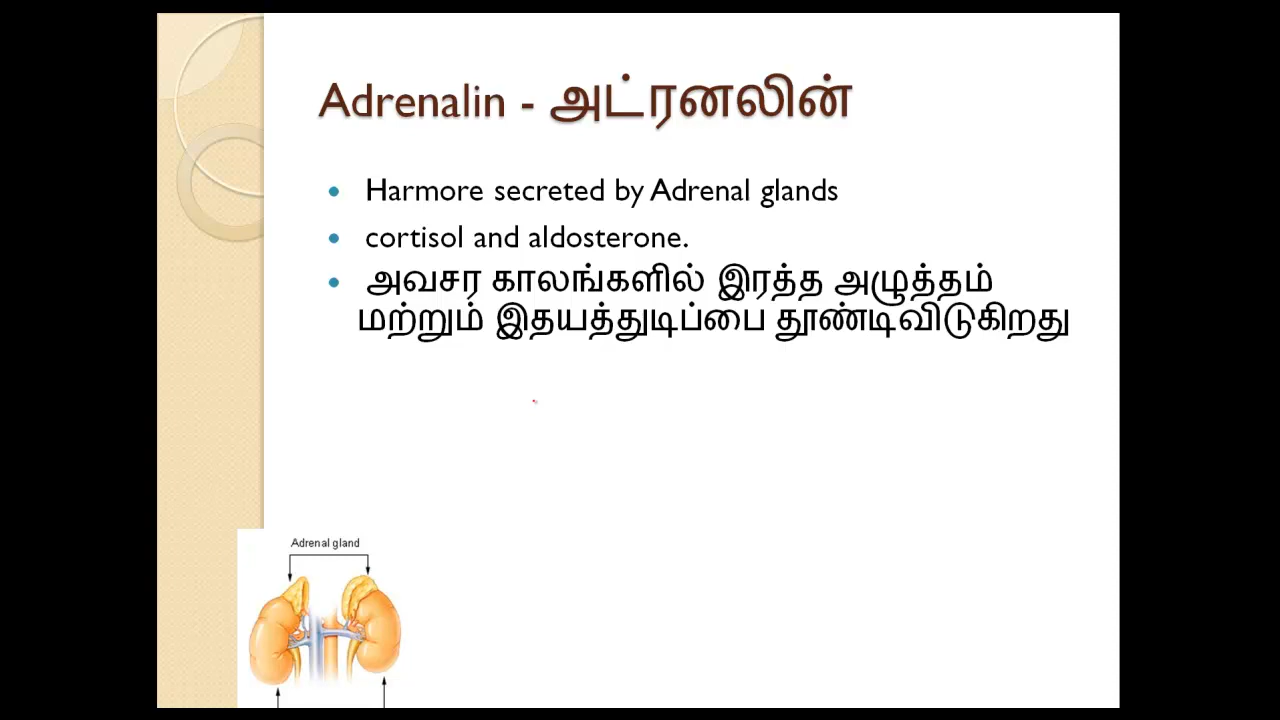 Adrenalin - அட்ரனலின்
Harmore secreted by Adrenal glands
cortisol and aldosterone.
அவசர காலங்களில் இரத்த அழுத்தம்
மற்றும் இதயத்துடிப்பை தூண்டிவிடுகிறது
Adrenal gland